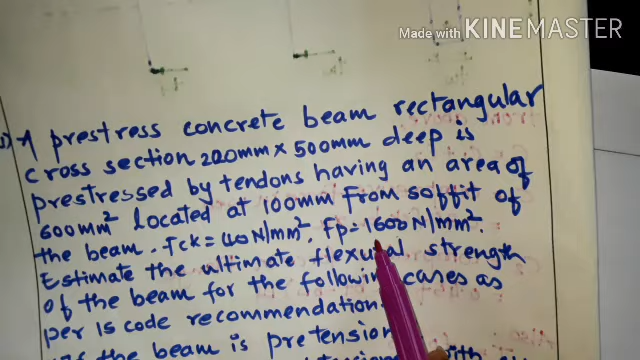 Made with KINEMASTER
A prestress concrete beam rectangular
cross section 200mm x 500mm deep is
prestressed by tendons having an area of
600mm² located at 100mm from soffit of
the beam. fck = 40N/mm². Fp = 1600 N/mm².
Estimate the ultimate flexural strength
of the beam for the following cases as
per IS code recommendation
the beam is pretension